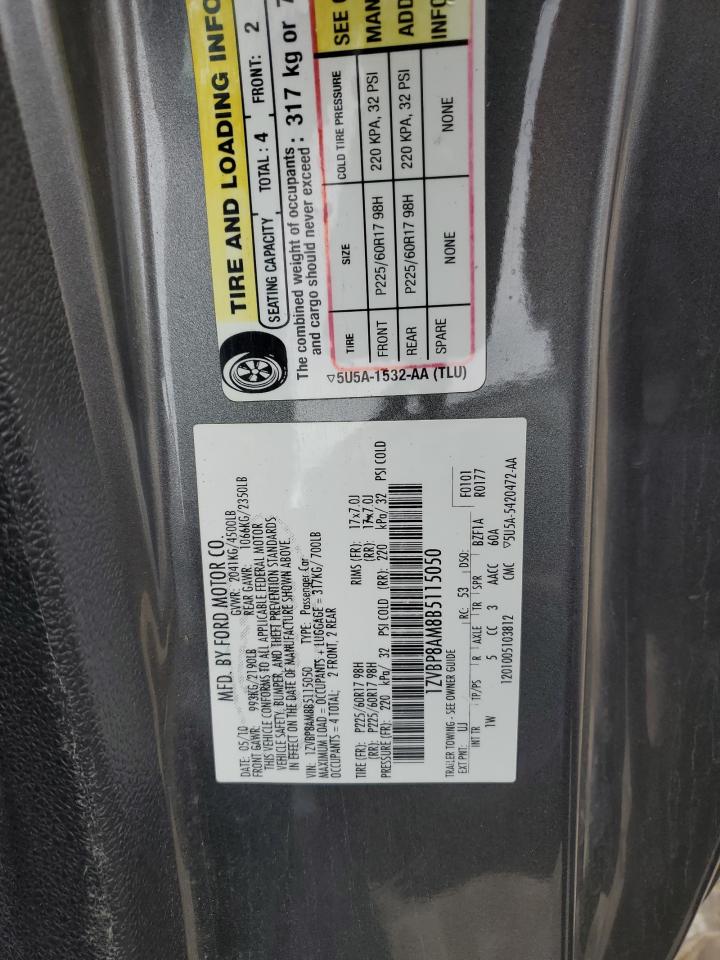 TIRE AND LOADING INFO
SEATING CAPACITY TOTAL : 4 FRONT: 2
The combined weight of occupants
and cargo should never exceed : 317 kg or 7
TIRE SIZE COLD TIRE PRESSURE SEE
FRONT P225/60R17 98H 220 KPA, 32 PSI MAN
REAR P225/60R17 98H 220 KPA, 32 PSI ADD
SPARE NONE NONE INFO
▽5U5A-1532-AA (TLU)
MFD. BY FORD MOTOR CO.
DATE: 05/10 GVWR: 2041KG/4500LB
FRONT GAWR: 993KG/2190LB REAR GAWR: 1066KG/2350LB
THIS VEHICLE CONFORMS TO ALL APPLICABLE FEDERAL MOTOR
VEHICLE SAFETY, BUMPER, AND THEFT PREVENTION STANDARDS
IN EFFECT ON THE DATE OF MANUFACTURE SHOWN ABOVE.
VIN: 1ZVBP8AM8B5115050 TYPE: Passenger Car
MAXIMUM LOAD = OCCUPANTS + LUGGAGE = 317KG/700LB
OCCUPANTS = 4 TOTAL: 2 FRONT, 2 REAR
TIRE (FR): P225/60R17 98H RIMS (FR): 17x7.0J
(RR): P225/60R17 98H (RR): 17x7.0J
PRESSURE (FR): 220 kPa/ 32 PSI COLD (RR): 220 kPa/ 32 PSI COLD
1ZVBP8AM8B5115050
TRAILER TOWING - SEE OWNER GUIDE
EXT PNT: UJ RC: 53 DSO: F0101
INT TR TP/PS R AXLE TR SPR BZF1A R0177
1W 5 CC 3 AACC 60A
1201005103812 CMC ▽5U5A-5420472-AA